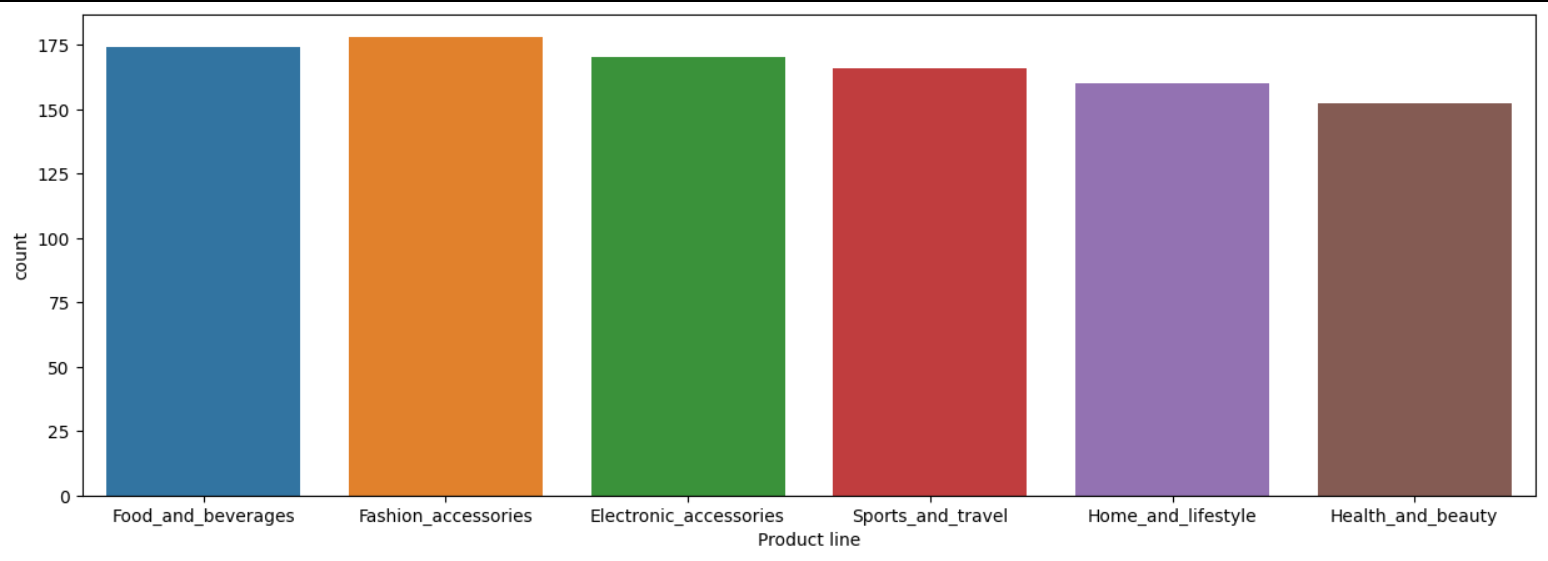 175
150
125
100
75
50
25
0
count
Food_and_beverages Fashion_accessories Electronic_accessories Sports_and_travel Home_and_lifestyle Health_and_beauty
Product line